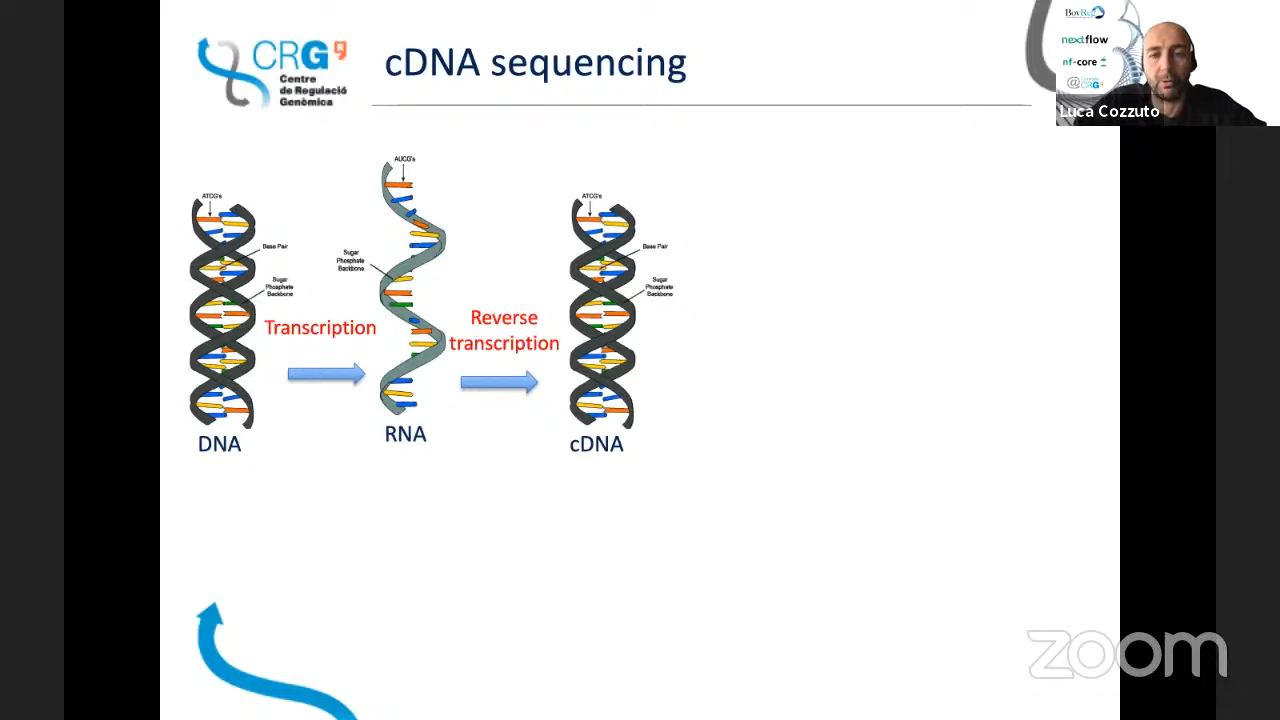 CRG
Centre
de Regulació
Genòmica
cDNA sequencing
BovReg
nextflow
nf-core
CRG
Luca Cozzuto
ATCG's
Base Pair
Sugar
Phosphate
Backbone
Transcription
DNA
AUCG's
Sugar
Phosphate
Backbone
Reverse
transcription
RNA
ATCG's
Base Pair
Sugar
Phosphate
Backbone
cDNA
zoom